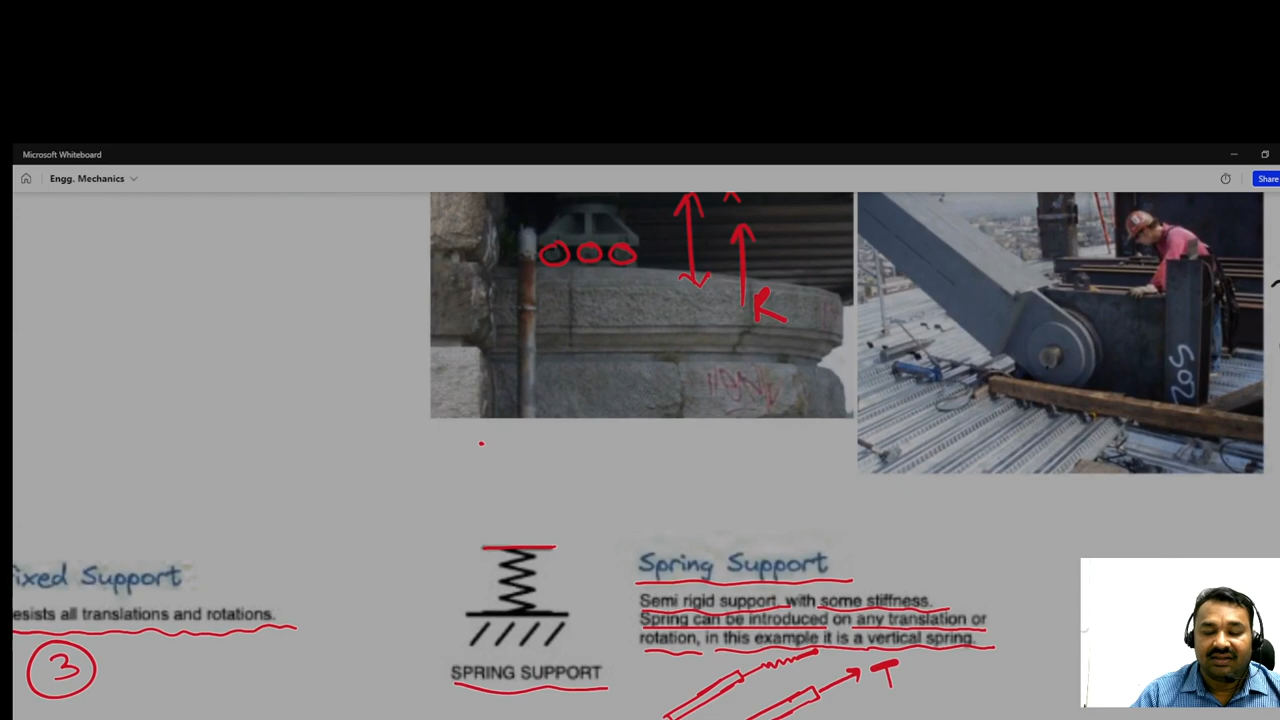 Microsoft Whiteboard
Engg. Mechanics
Share
R
502
ixed Support
esists all translations and rotations.
3
SPRING SUPPORT
Spring Support
Semi rigid support, with some stiffness.
Spring can be introduced on any translation or
rotation, in this example it is a vertical spring.
T